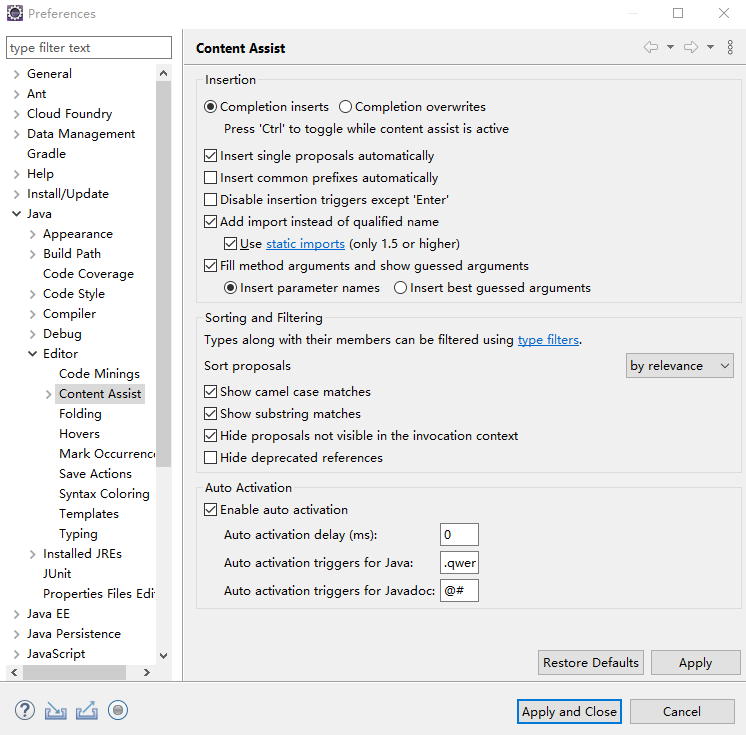 Preferences
type filter text
General
Ant
Cloud Foundry
Data Management
Gradle
Help
Install/Update
Java
Appearance
Build Path
Code Coverage
Code Style
Compiler
Debug
Editor
Code Minings
Content Assist
Folding
Hovers
Mark Occurrenc
Save Actions
Syntax Coloring
Templates
Typing
Installed JREs
JUnit
Properties Files Edi
Java EE
Java Persistence
JavaScript
Content Assist
Insertion
Completion inserts Completion overwrites
Press 'Ctrl' to toggle while content assist is active
Insert single proposals automatically
Insert common prefixes automatically
Disable insertion triggers except 'Enter'
Add import instead of qualified name
Use static imports (only 1.5 or higher)
Fill method arguments and show guessed arguments
Insert parameter names Insert best guessed arguments
Sorting and Filtering
Types along with their members can be filtered using type filters.
Sort proposals by relevance
Show camel case matches
Show substring matches
Hide proposals not visible in the invocation context
Hide deprecated references
Auto Activation
Enable auto activation
Auto activation delay (ms): 0
Auto activation triggers for Java: .qwer
Auto activation triggers for Javadoc: @#
Restore Defaults Apply
? Apply and Close Cancel